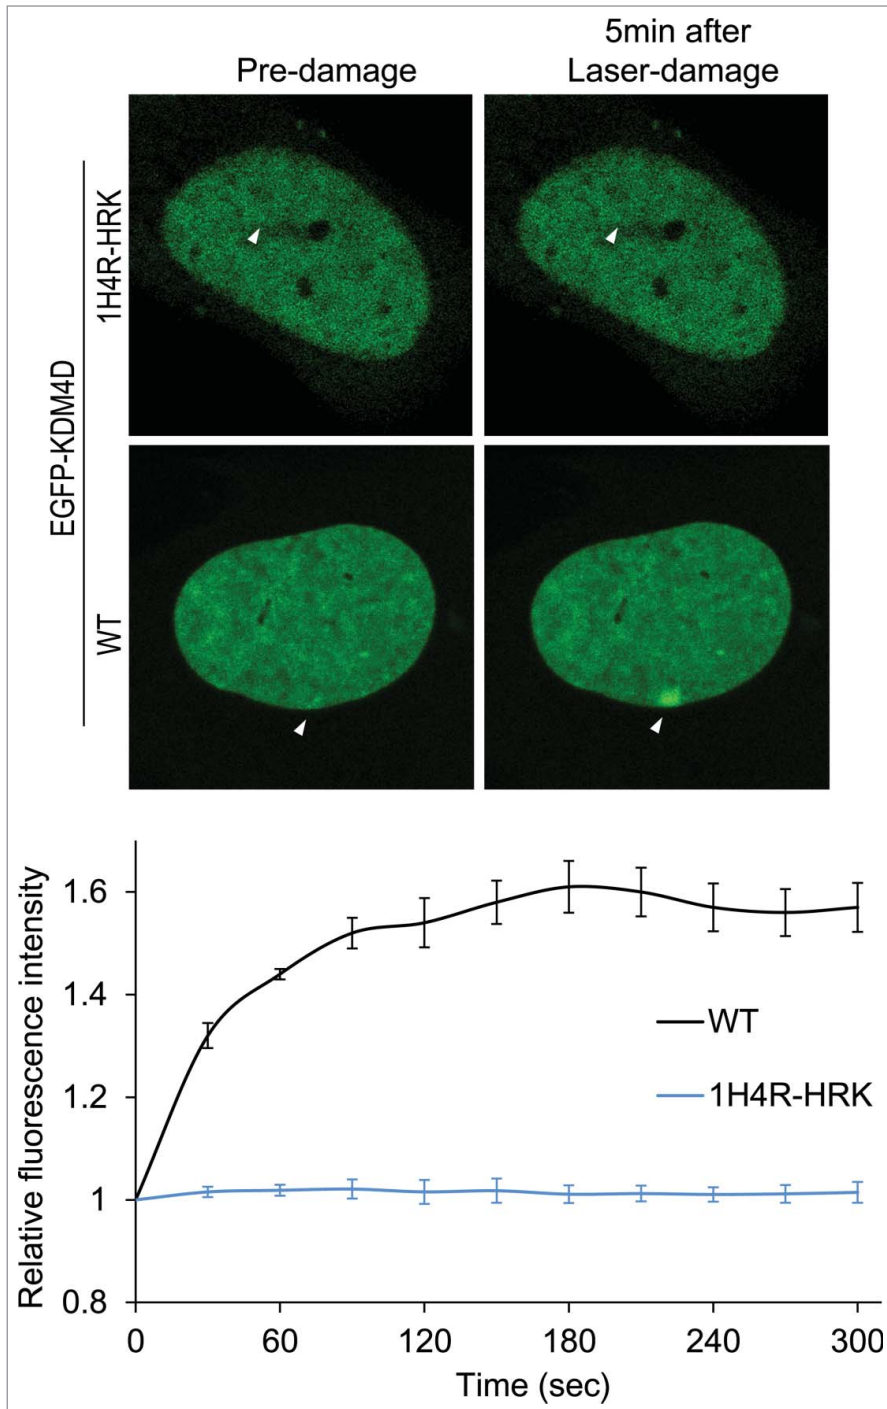 Pre-damage
5min after
Laser-damage
EGFP-KDM4D
1H4R-HRK
WT
Relative fluorescence intensity
1.6
1.4
1.2
1
0.8
WT
1H4R-HRK
0 60 120 180 240 300
Time (sec)